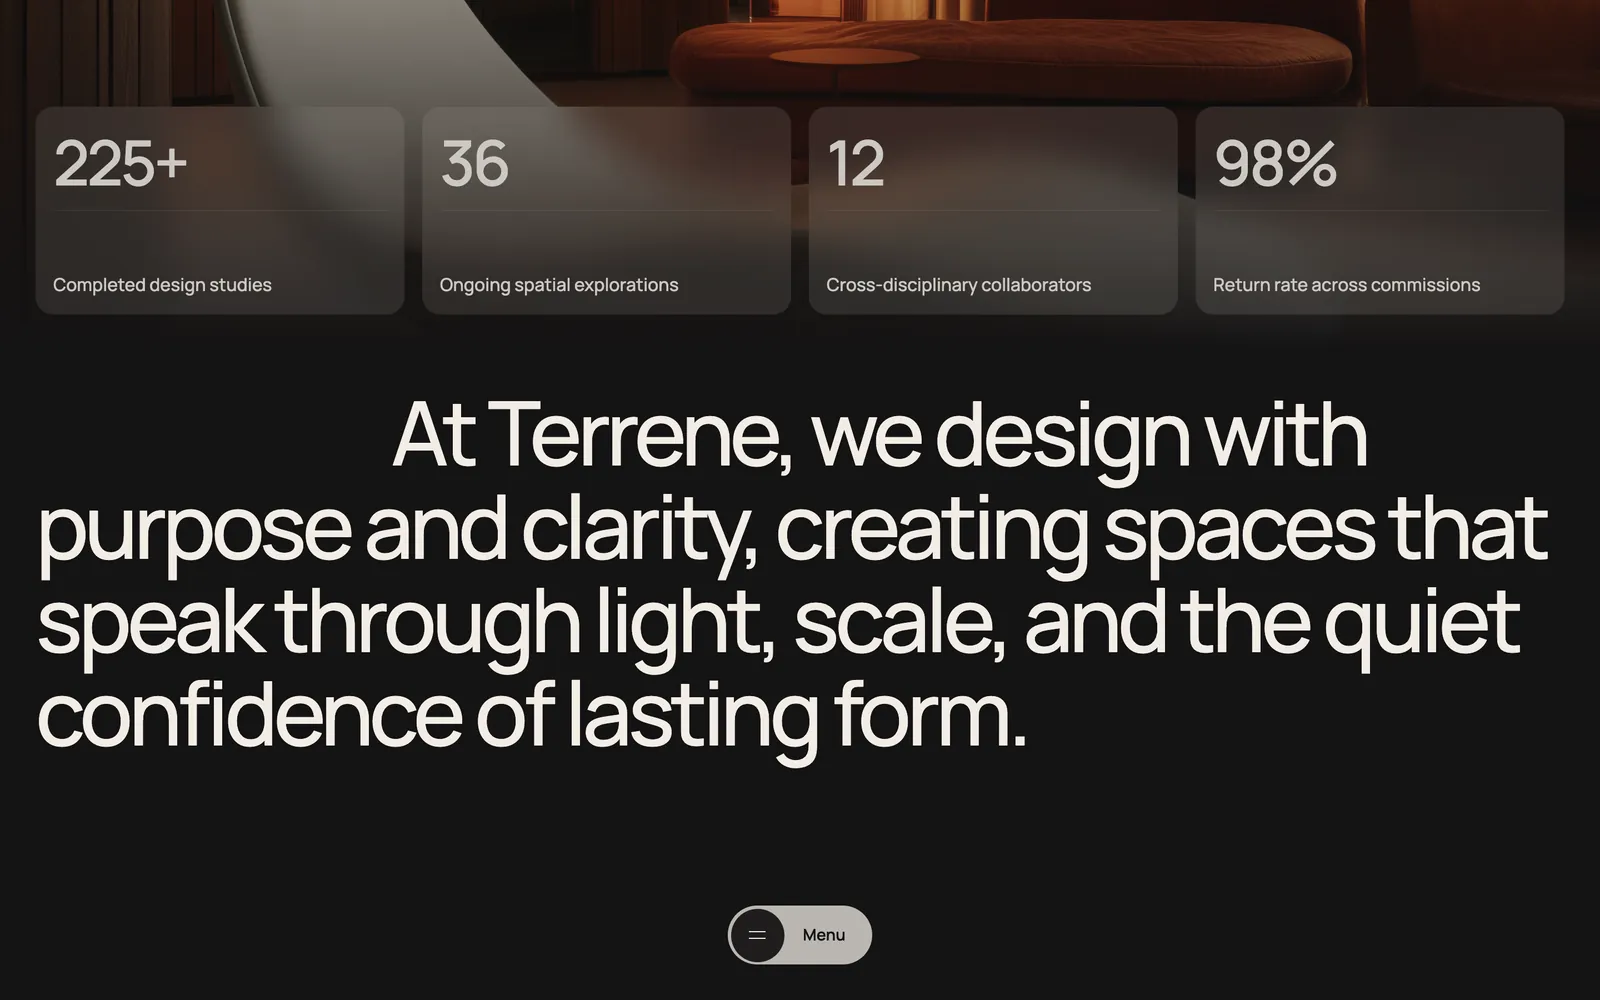 225+
Completed design studies
36
Ongoing spatial explorations
12
Cross-disciplinary collaborators
98%
Return rate across commissions
At Terrene, we design with
purpose and clarity, creating spaces that
speak through light, scale, and the quiet
confidence of lasting form.
Menu